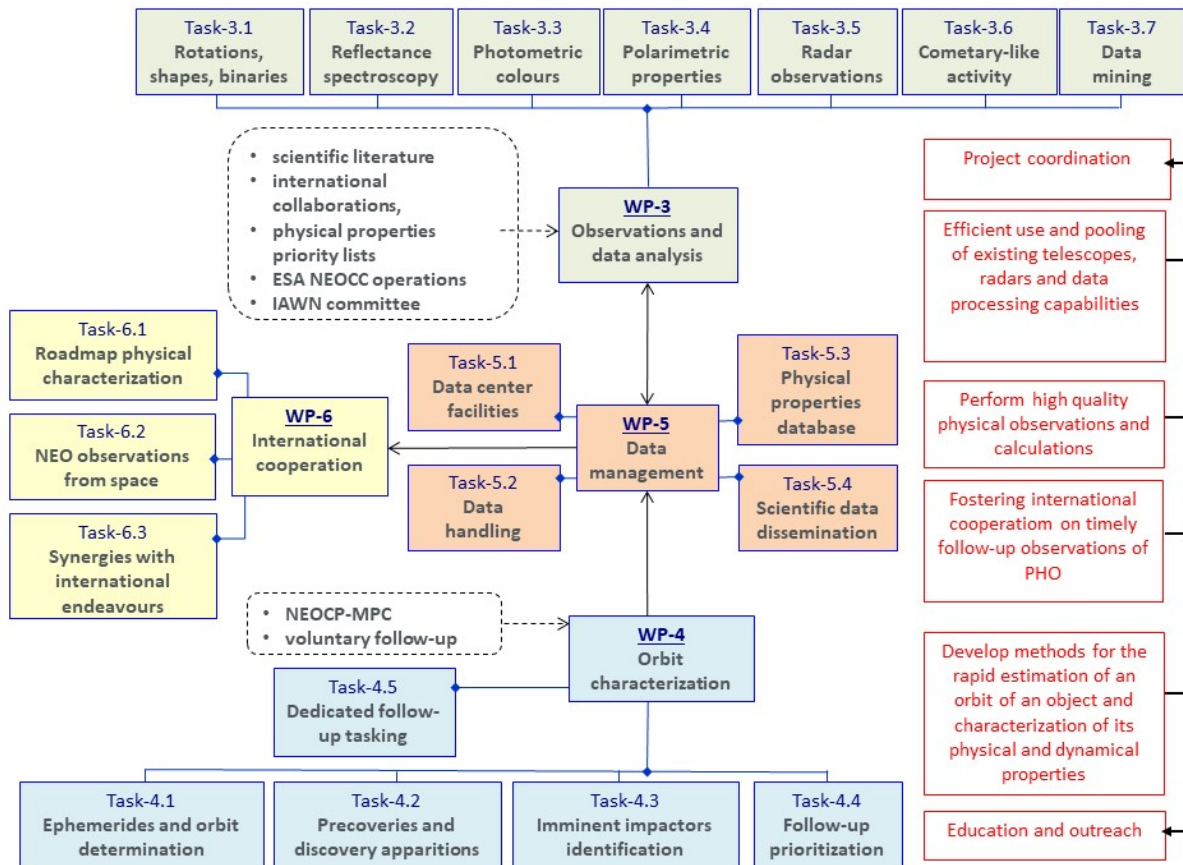 Task-3.1
Rotations,
shapes, binaries
Task-3.2
Reflectance
spectroscopy
Task-3.3
Photometric
colours
Task-3.4
Polarimetric
properties
Task-3.5
Radar
observations
Task-3.6
Cometary-like
activity
Task-3.7
Data
mining
• scientific literature
• international
collaborations,
• physical properties
priority lists
• ESA NEOCC operations
• IAWN committee
WP-3
Observations and
data analysis
Project coordination
Efficient use and pooling
of existing telescopes,
radars and data
processing capabilities
Task-6.1
Roadmap physical
characterization
Task-6.2
NEO observations
from space
Task-6.3
Synergies with
international
endeavours
WP-6
International
cooperation
Task-5.1
Data center
facilities
Task-5.2
Data
handling
WP-5
Data
management
Task-5.3
Physical
properties
database
Task-5.4
Scientific data
dissemination
Perform high quality
physical observations and
calculations
Fostering international
cooperatiom on timely
follow-up observations of
PHO
• NEOCP-MPC
• voluntary follow-up
WP-4
Orbit
characterization
Task-4.5
Dedicated follow-
up tasking
Develop methods for the
rapid estimation of an
orbit of an object and
characterization of its
physical and dynamical
properties
Task-4.1
Ephemerides and orbit
determination
Task-4.2
Precoveries and
discovery apparitions
Task-4.3
Imminent impactors
identification
Task-4.4
Follow-up
prioritization
Education and outreach